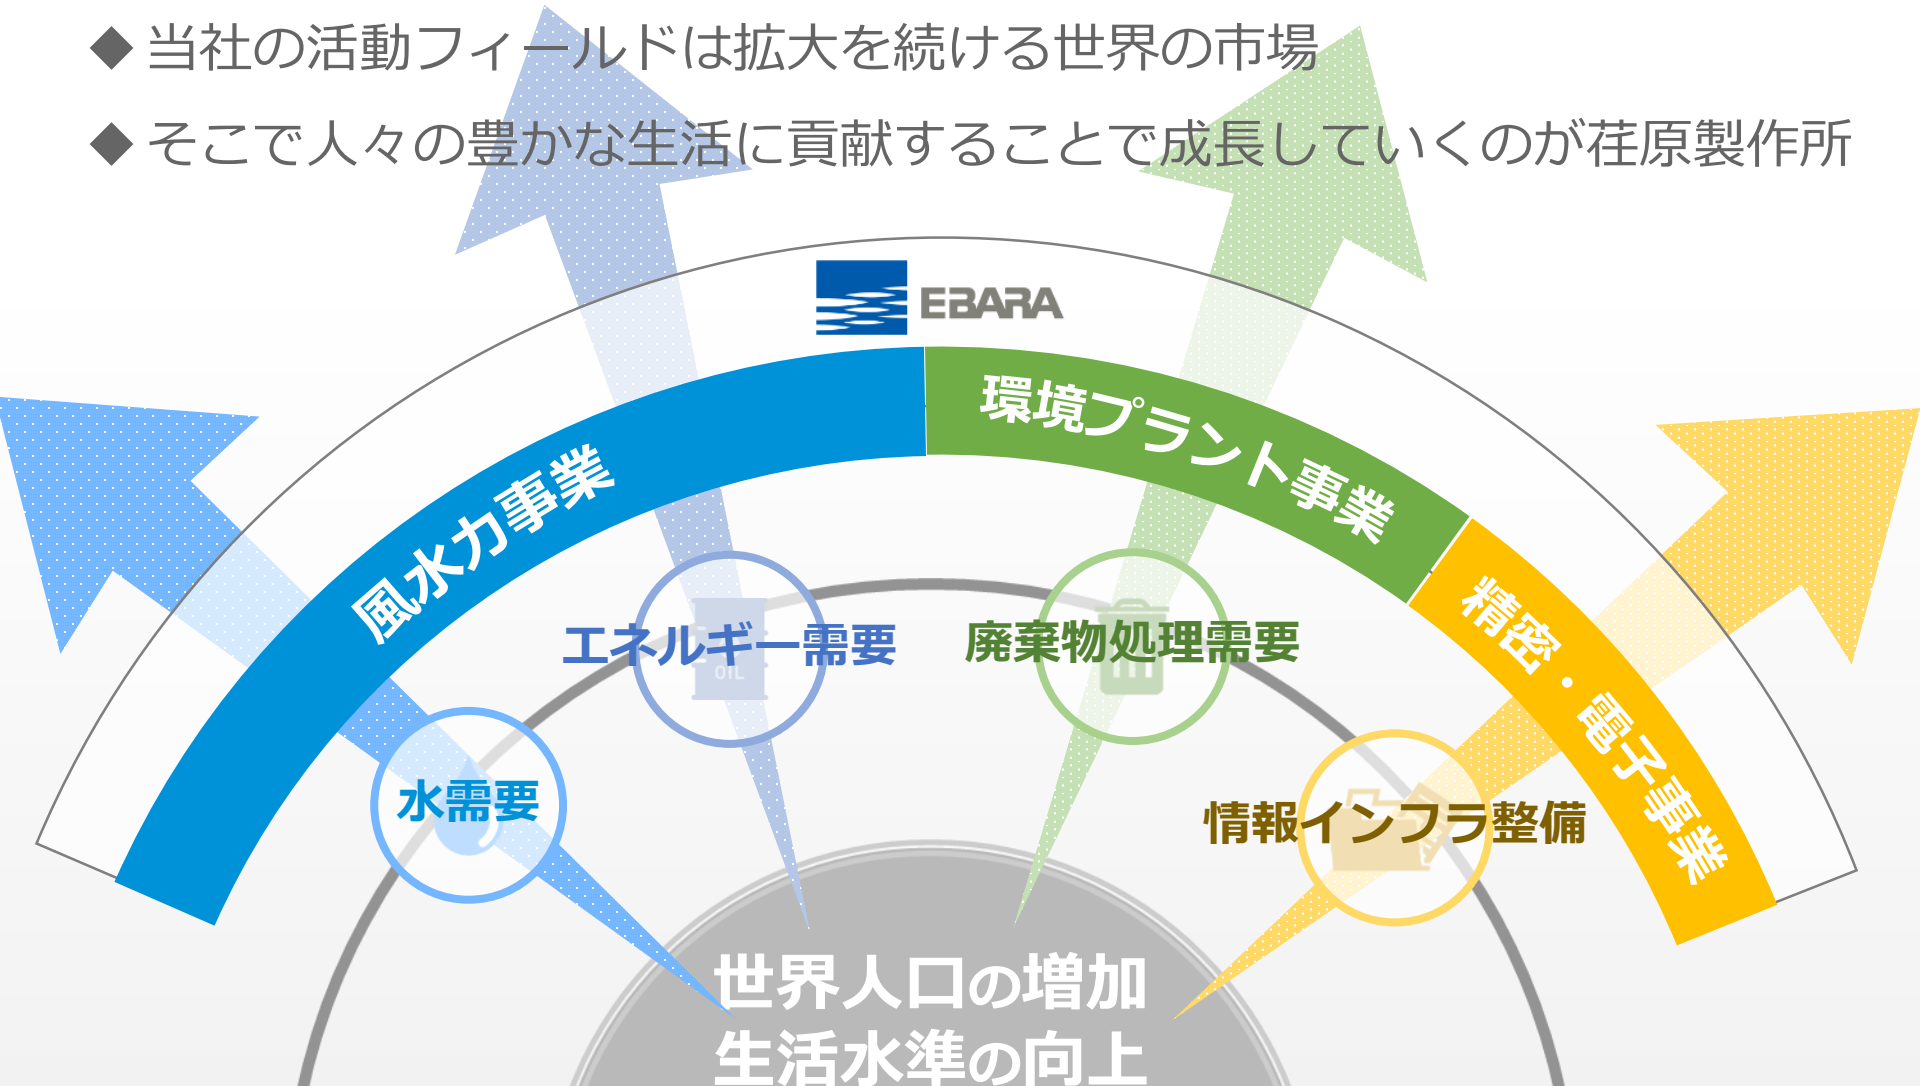 ◆ 当社の活動フィールドは拡大を続ける世界の市場
◆ そこで人々の豊かな生活に貢献することで成長していくのが荏原製作所
EBARA
風水力事業
環境プラント事業
精密・電子事業
エネルギー需要
OIL
廃棄物処理需要
水需要
情報インフラ整備
世界人口の増加
生活水準の向上